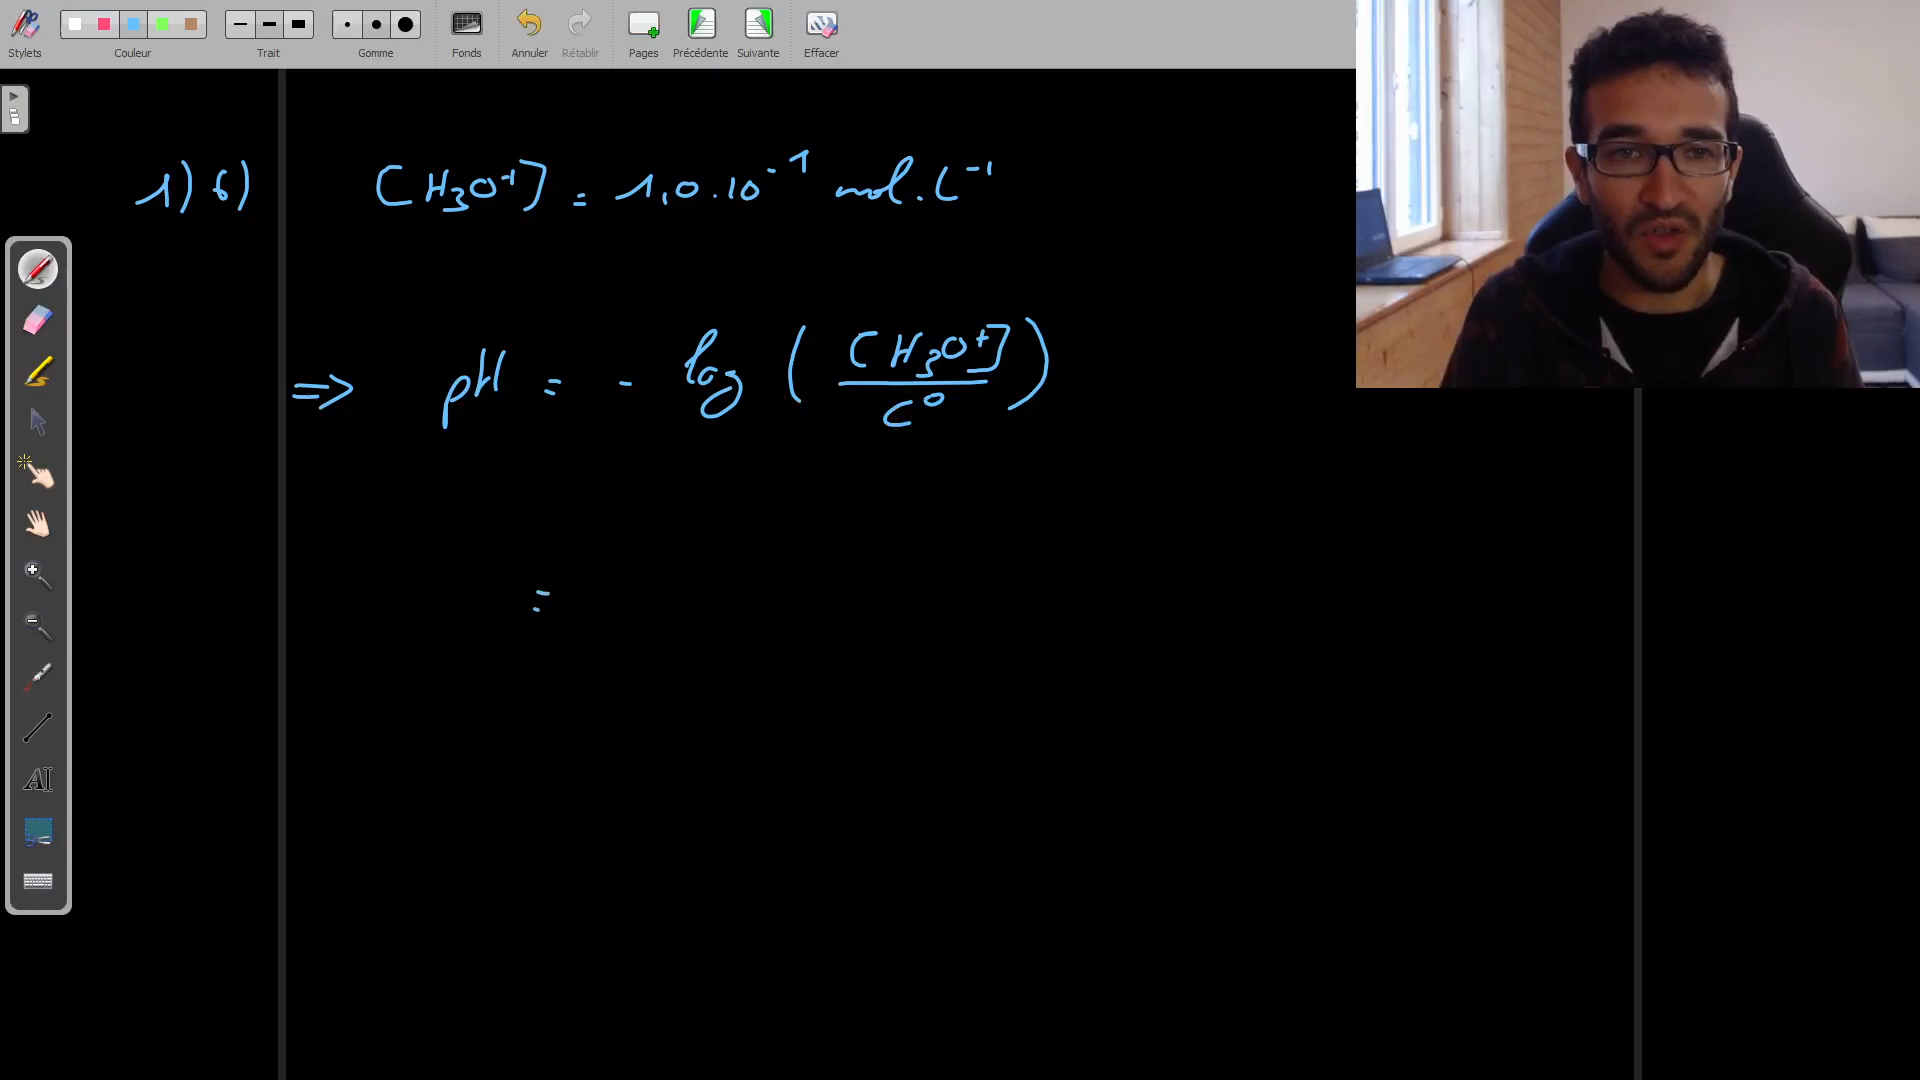 Stylets Couleur Trait Gomme Fonds Annuler Rétablir Pages Précédente Suivante Effacer
1) b) [H3O+] = 1,0.10^-1 mol.L^-1
=> pH = - log ( [H3O+] / C° )
=
AI